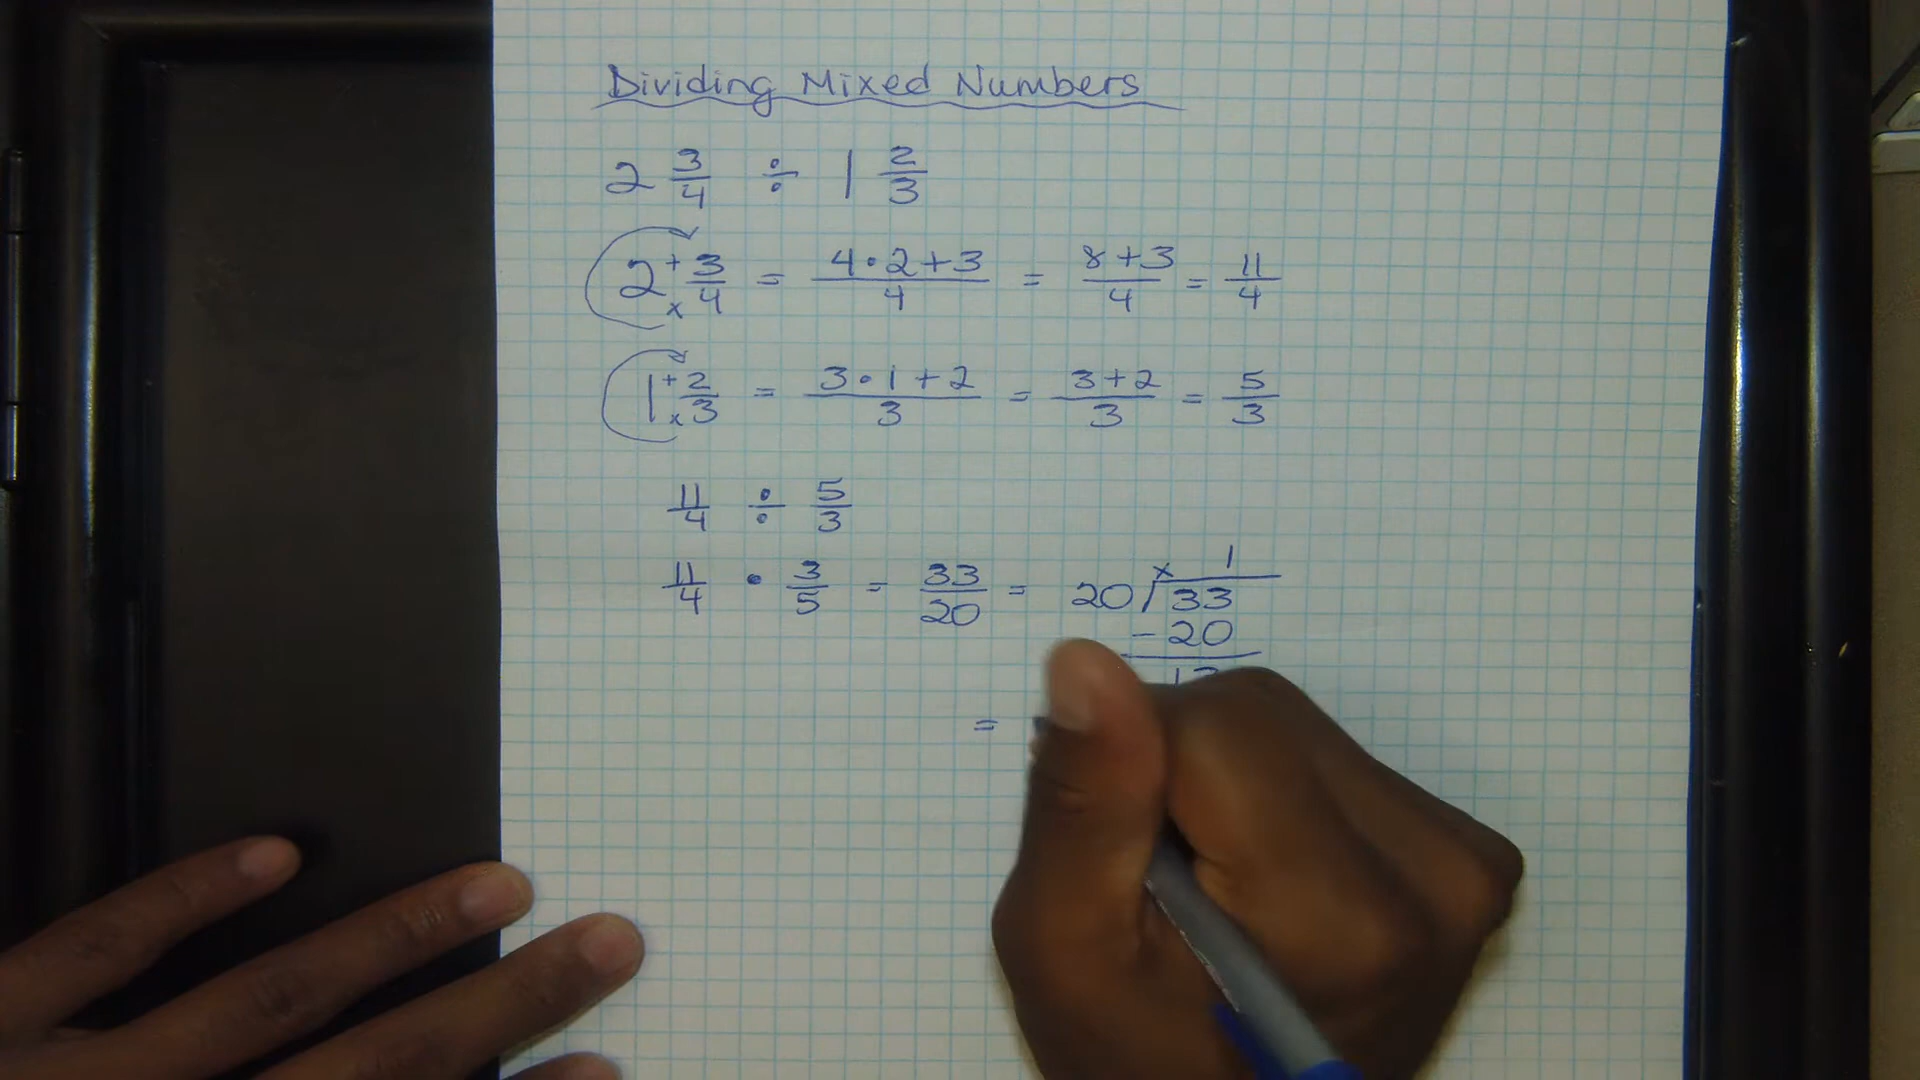 Dividing Mixed Numbers
2 3/4 ÷ 1 2/3
2 + 3/4 x = 4•2+3/4 = 8+3/4 = 11/4
1 + 2/3 x = 3•1+2/3 = 3+2/3 = 5/3
11/4 ÷ 5/3
x 1
11/4 • 3/5 = 33/20 = 20 √33
-20
=